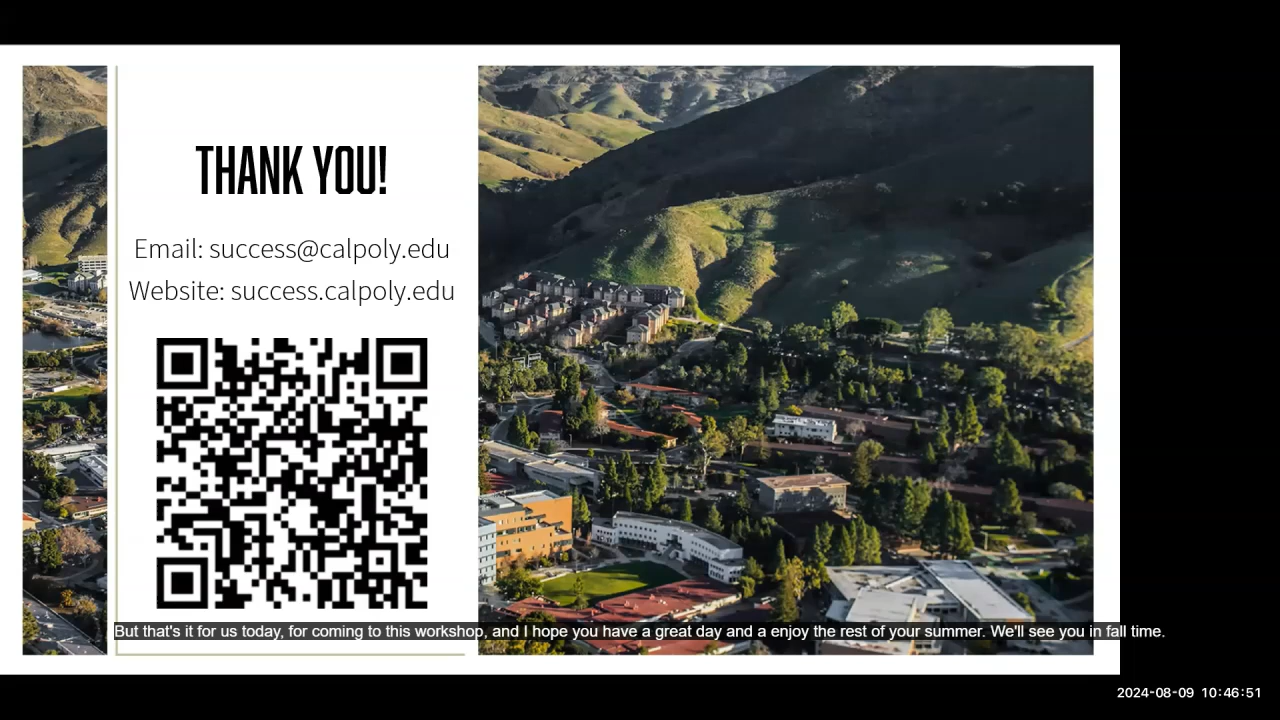 THANK YOU!
Email: success@calpoly.edu
Website: success.calpoly.edu
But that's it for us today, for coming to this workshop, and I hope you have a great day and a enjoy the rest of your summer. We'll see you in fall time.
2024-08-09 10:46:51